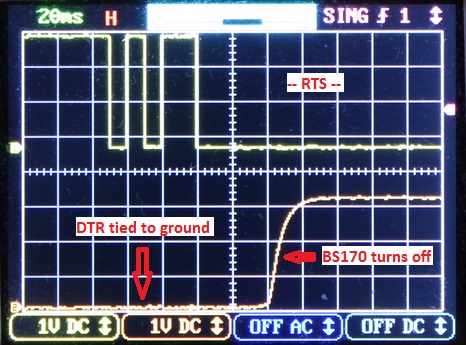 20ms H SING ƒ 1
-- RTS --
DTR tied to ground
BS170 turns off
1V DC 1V DC OFF AC OFF DC